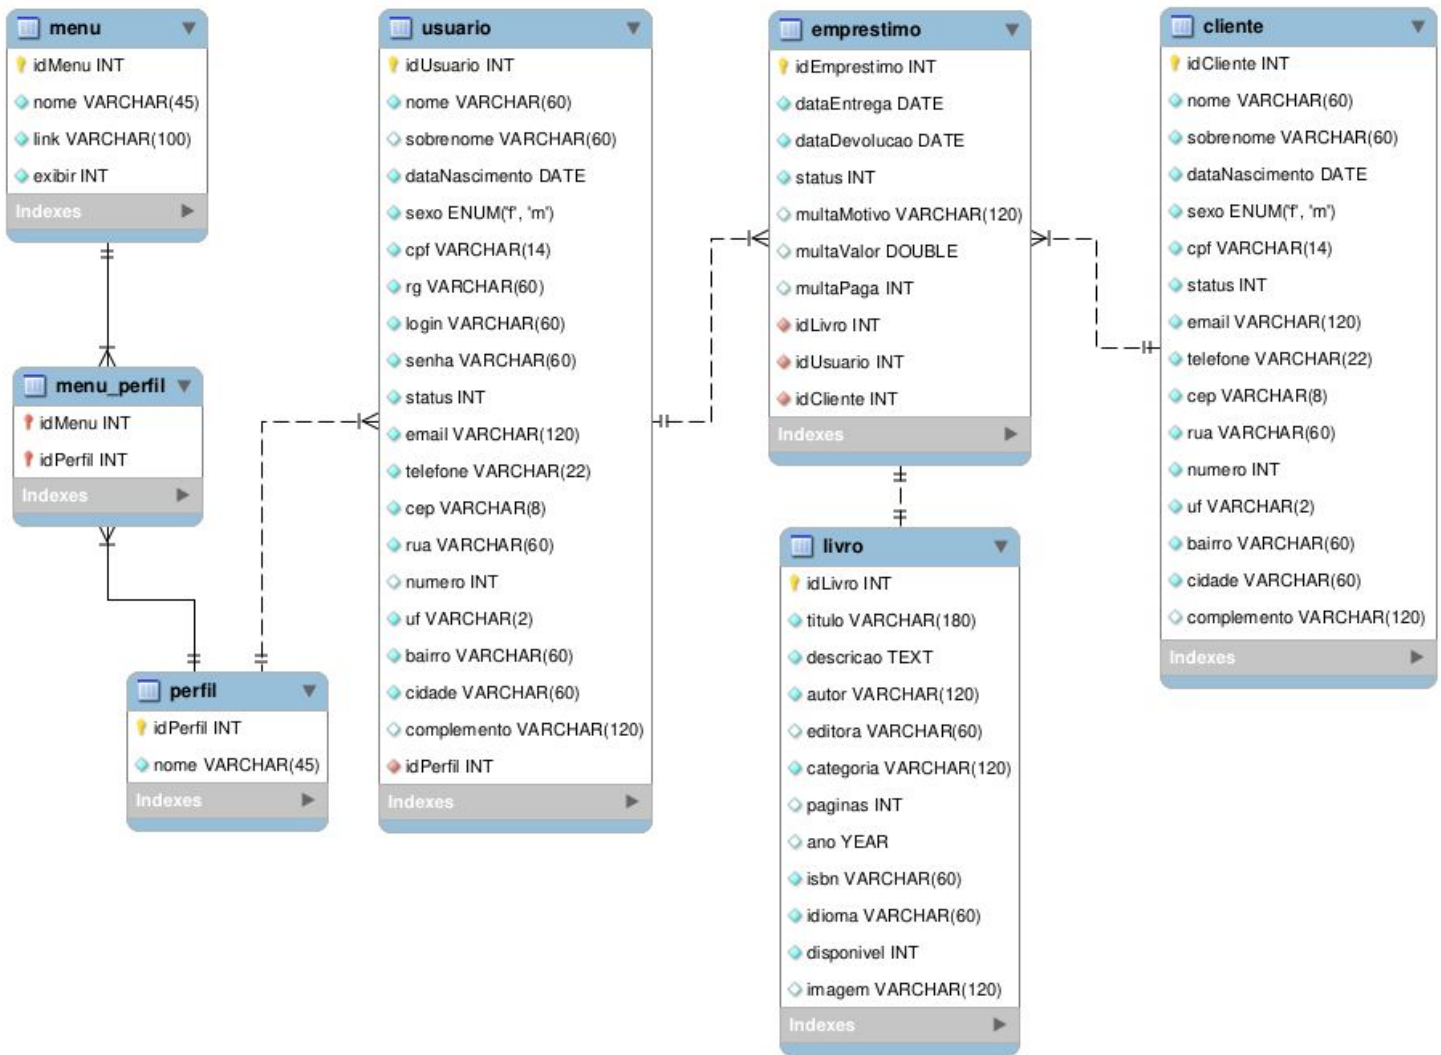 menu
idMenu INT
nome VARCHAR(45)
link VARCHAR(100)
exibir INT
Indexes
menu_perfil
idMenu INT
idPerfil INT
Indexes
perfil
idPerfil INT
nome VARCHAR(45)
Indexes
usuario
idUsuario INT
nome VARCHAR(60)
sobrenome VARCHAR(60)
dataNascimento DATE
sexo ENUM('f', 'm')
cpf VARCHAR(14)
rg VARCHAR(60)
login VARCHAR(60)
senha VARCHAR(60)
status INT
email VARCHAR(120)
telefone VARCHAR(22)
cep VARCHAR(8)
rua VARCHAR(60)
numero INT
uf VARCHAR(2)
bairro VARCHAR(60)
cidade VARCHAR(60)
complemento VARCHAR(120)
idPerfil INT
Indexes
emprestimo
idEmprestimo INT
dataEntrega DATE
dataDevolucao DATE
status INT
multaMotivo VARCHAR(120)
multaValor DOUBLE
multaPaga INT
idLivro INT
idUsuario INT
idCliente INT
Indexes
livro
idLivro INT
titulo VARCHAR(180)
descricao TEXT
autor VARCHAR(120)
editora VARCHAR(60)
categoria VARCHAR(120)
paginas INT
ano YEAR
isbn VARCHAR(60)
idioma VARCHAR(60)
disponivel INT
imagem VARCHAR(120)
Indexes
cliente
idCliente INT
nome VARCHAR(60)
sobrenome VARCHAR(60)
dataNascimento DATE
sexo ENUM('f', 'm')
cpf VARCHAR(14)
status INT
email VARCHAR(120)
telefone VARCHAR(22)
cep VARCHAR(8)
rua VARCHAR(60)
numero INT
uf VARCHAR(2)
bairro VARCHAR(60)
cidade VARCHAR(60)
complemento VARCHAR(120)
Indexes